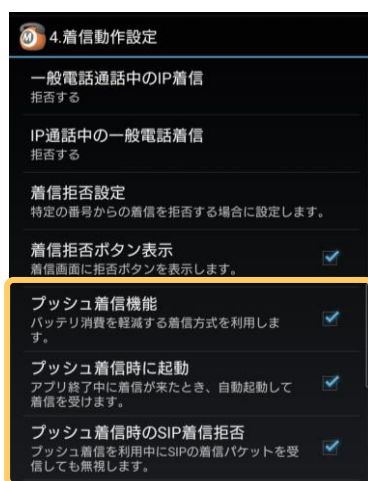 4.着信動作設定
一般電話通話中のIP着信
拒否する
IP通話中の一般電話着信
拒否する
着信拒否設定
特定の番号からの着信を拒否する場合に設定します。
着信拒否ボタン表示
着信画面に拒否ボタンを表示します。
プッシュ着信機能
バッテリ消費を軽減する着信方式を利用しま
す。
プッシュ着信時に起動
アプリ終了中に着信が来たとき、自動起動して
着信を受けます。
プッシュ着信時のSIP着信拒否
プッシュ着信を利用中にSIPの着信パケットを受
信しても無視します。